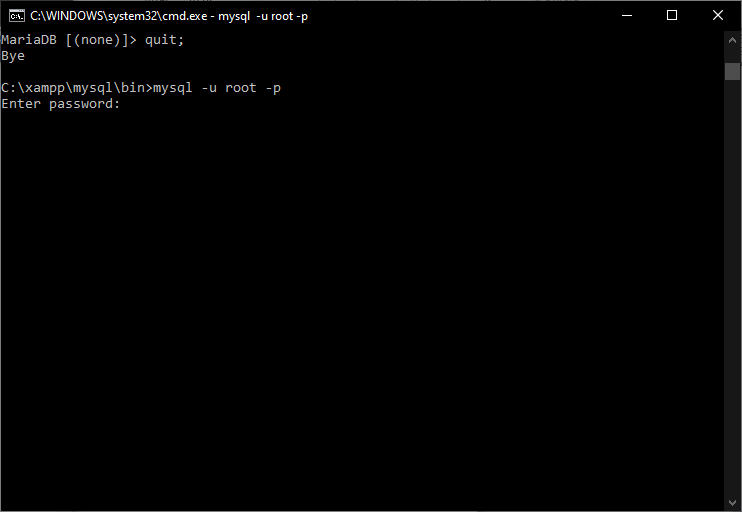 C:\WINDOWS\system32\cmd.exe - mysql  -u root -p
MariaDB [(none)]> quit;
Bye
C:\xampp\mysql\bin>mysql -u root -p
Enter password: